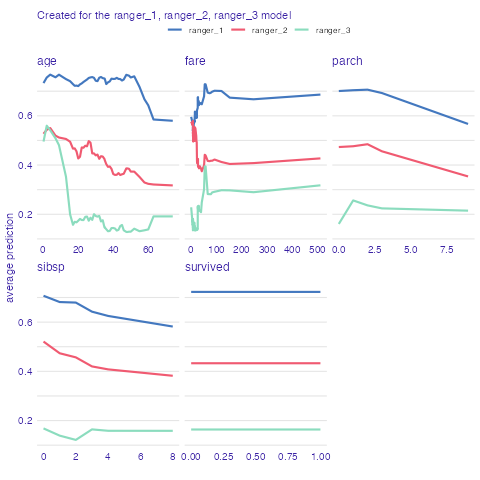 Created for the ranger_1, ranger_2, ranger_3 model
ranger_1 ranger_2 ranger_3
age fare parch
0.6
0.4
0.2
0 20 40 60 0 100 200 300 400 500 0.0 2.5 5.0 7.5
average prediction
sibsp survived
0.6
0.4
0.2
0 2 4 6 8 0.00 0.25 0.50 0.75 1.00